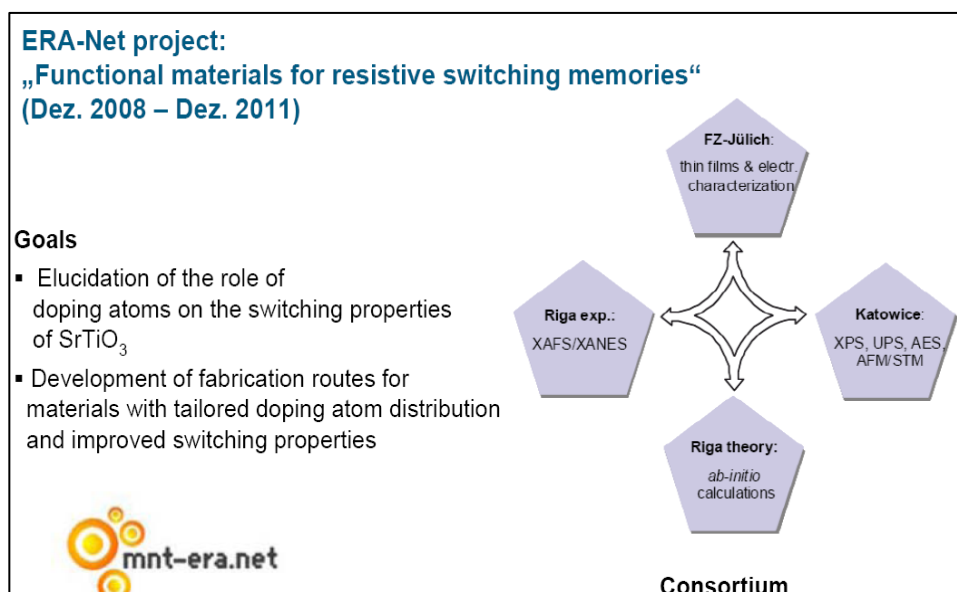 ERA-Net project:
„Functional materials for resistive switching memories“
(Dez. 2008 – Dez. 2011)
Goals
▪ Elucidation of the role of
doping atoms on the switching properties
of SrTiO₃
▪ Development of fabrication routes for
materials with tailored doping atom distribution
and improved switching properties
FZ-Jülich:
thin films & electr.
characterization
Riga exp.:
XAFS/XANES
Katowice:
XPS, UPS, AES,
AFM/STM
Riga theory:
ab-initio
calculations
mnt-era.net
Consortium